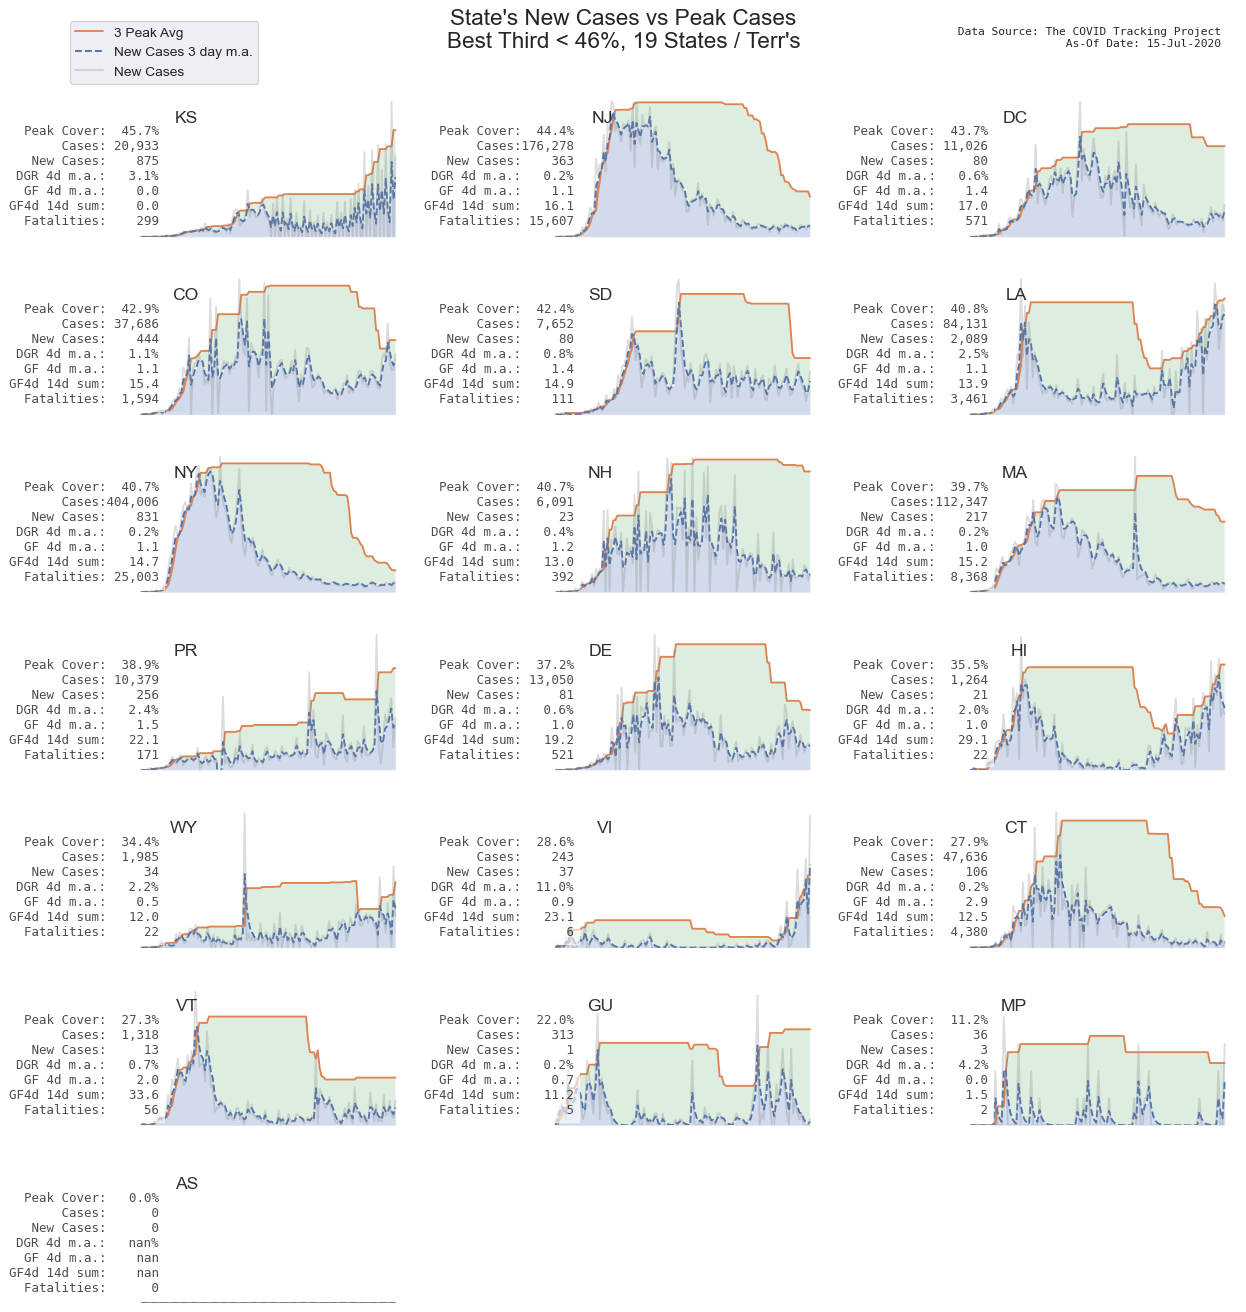 State's New Cases vs Peak Cases
Best Third < 46%, 19 States / Terr's
3 Peak Avg
New Cases 3 day m.a.
New Cases
Data Source: The COVID Tracking Project
As-Of Date: 15-Jul-2020
KS
Peak Cover: 45.7%
Cases: 20,933
New Cases: 875
DGR 4d m.a.: 3.1%
GF 4d m.a.: 0.0
GF4d 14d sum: 0.0
Fatalities: 299
NJ
Peak Cover: 44.4%
Cases:176,278
New Cases: 363
DGR 4d m.a.: 0.2%
GF 4d m.a.: 1.1
GF4d 14d sum: 16.1
Fatalities: 15,607
DC
Peak Cover: 43.7%
Cases: 11,026
New Cases: 80
DGR 4d m.a.: 0.6%
GF 4d m.a.: 1.4
GF4d 14d sum: 17.0
Fatalities: 571
CO
Peak Cover: 42.9%
Cases: 37,686
New Cases: 444
DGR 4d m.a.: 1.1%
GF 4d m.a.: 1.1
GF4d 14d sum: 15.4
Fatalities: 1,594
SD
Peak Cover: 42.4%
Cases: 7,652
New Cases: 80
DGR 4d m.a.: 0.8%
GF 4d m.a.: 1.4
GF4d 14d sum: 14.9
Fatalities: 111
LA
Peak Cover: 40.8%
Cases: 84,131
New Cases: 2,089
DGR 4d m.a.: 2.5%
GF 4d m.a.: 1.1
GF4d 14d sum: 13.9
Fatalities: 3,461
NY
Peak Cover: 40.7%
Cases:404,006
New Cases: 831
DGR 4d m.a.: 0.2%
GF 4d m.a.: 1.1
GF4d 14d sum: 14.7
Fatalities: 25,003
NH
Peak Cover: 40.7%
Cases: 6,091
New Cases: 23
DGR 4d m.a.: 0.4%
GF 4d m.a.: 1.2
GF4d 14d sum: 13.0
Fatalities: 392
MA
Peak Cover: 39.7%
Cases:112,347
New Cases: 217
DGR 4d m.a.: 0.2%
GF 4d m.a.: 1.0
GF4d 14d sum: 15.2
Fatalities: 8,368
PR
Peak Cover: 38.9%
Cases: 10,379
New Cases: 256
DGR 4d m.a.: 2.4%
GF 4d m.a.: 1.5
GF4d 14d sum: 22.1
Fatalities: 171
DE
Peak Cover: 37.2%
Cases: 13,050
New Cases: 81
DGR 4d m.a.: 0.6%
GF 4d m.a.: 1.0
GF4d 14d sum: 19.2
Fatalities: 521
HI
Peak Cover: 35.5%
Cases: 1,264
New Cases: 21
DGR 4d m.a.: 2.0%
GF 4d m.a.: 1.0
GF4d 14d sum: 29.1
Fatalities: 22
WY
Peak Cover: 34.4%
Cases: 1,985
New Cases: 34
DGR 4d m.a.: 2.2%
GF 4d m.a.: 0.5
GF4d 14d sum: 12.0
Fatalities: 22
VI
Peak Cover: 28.6%
Cases: 243
New Cases: 37
DGR 4d m.a.: 11.0%
GF 4d m.a.: 0.9
GF4d 14d sum: 23.1
Fatalities: 6
CT
Peak Cover: 27.9%
Cases: 47,636
New Cases: 106
DGR 4d m.a.: 0.2%
GF 4d m.a.: 2.9
GF4d 14d sum: 12.5
Fatalities: 4,380
VT
Peak Cover: 27.3%
Cases: 1,318
New Cases: 13
DGR 4d m.a.: 0.7%
GF 4d m.a.: 2.0
GF4d 14d sum: 33.6
Fatalities: 56
GU
Peak Cover: 22.0%
Cases: 313
New Cases: 1
DGR 4d m.a.: 0.2%
GF 4d m.a.: 0.7
GF4d 14d sum: 11.2
Fatalities: 5
MP
Peak Cover: 11.2%
Cases: 36
New Cases: 3
DGR 4d m.a.: 4.2%
GF 4d m.a.: 0.0
GF4d 14d sum: 1.5
Fatalities: 2
AS
Peak Cover: 0.0%
Cases: 0
New Cases: 0
DGR 4d m.a.: nan%
GF 4d m.a.: nan
GF4d 14d sum: nan
Fatalities: 0